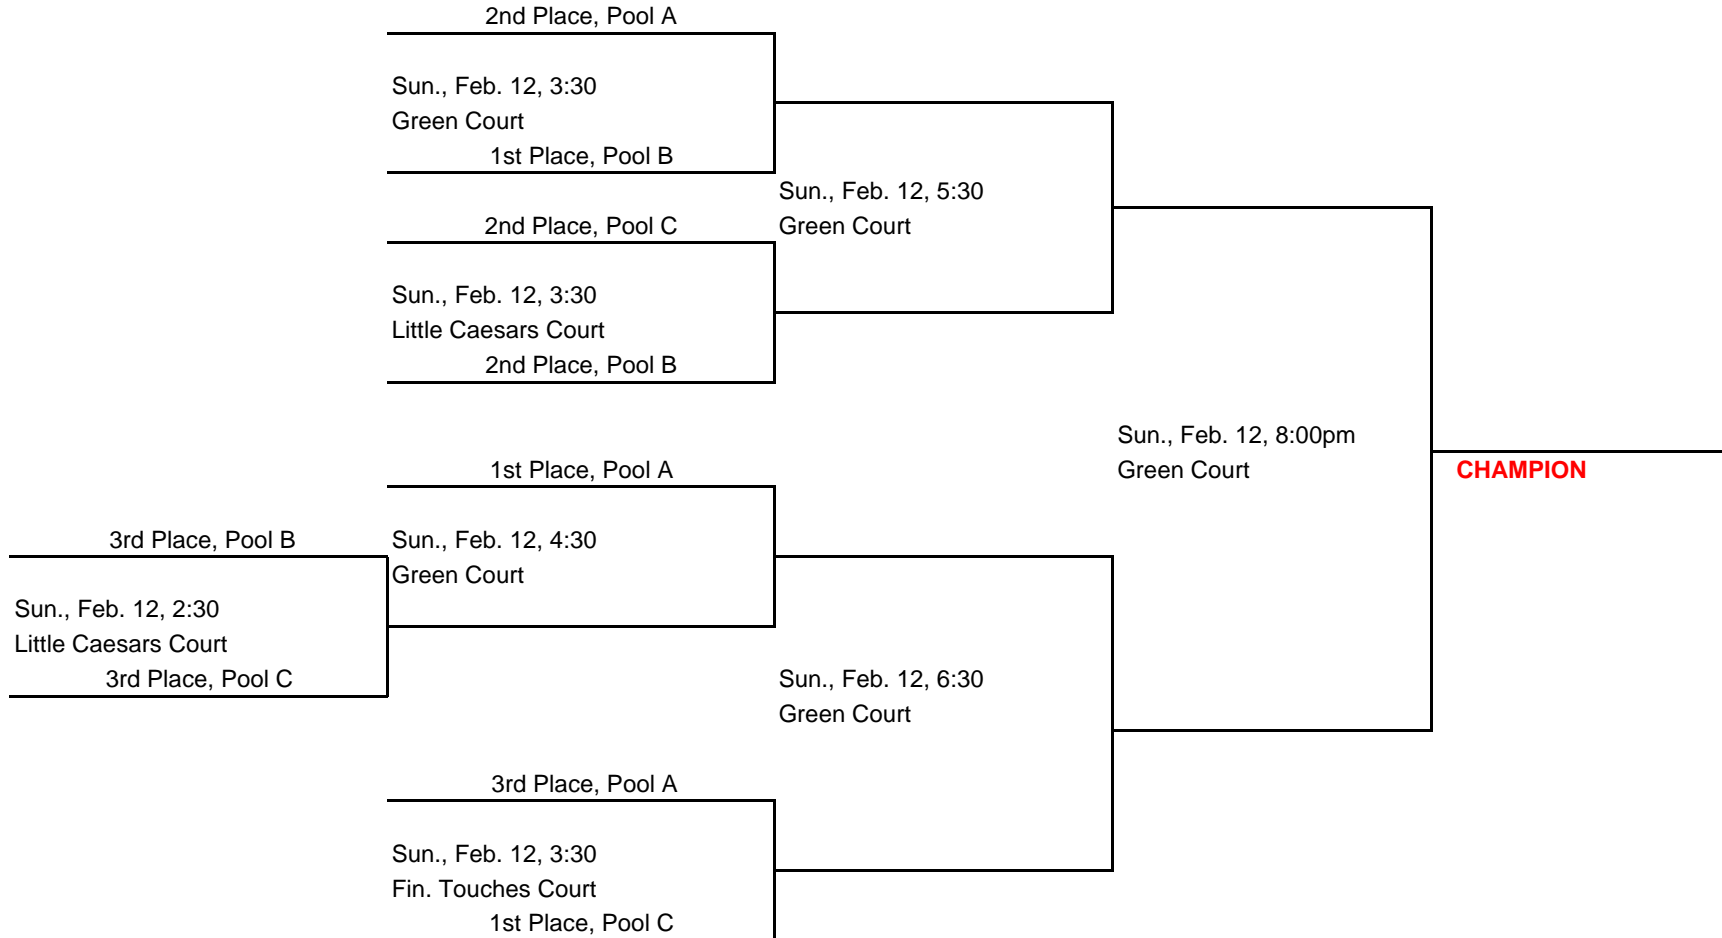 2nd Place, Pool A
Sun., Feb. 12, 3:30
Green Court
1st Place, Pool B
Sun., Feb. 12, 5:30
Green Court
2nd Place, Pool C
Sun., Feb. 12, 3:30
Little Caesars Court
2nd Place, Pool B
Sun., Feb. 12, 8:00pm
Green Court
CHAMPION
1st Place, Pool A
Sun., Feb. 12, 4:30
Green Court
3rd Place, Pool B
Sun., Feb. 12, 2:30
Little Caesars Court
3rd Place, Pool C
Sun., Feb. 12, 6:30
Green Court
3rd Place, Pool A
Sun., Feb. 12, 3:30
Fin. Touches Court
1st Place, Pool C